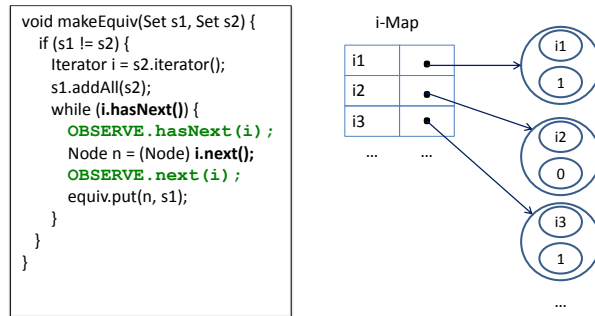 void makeEquiv(Set s1, Set s2) {
if (s1 != s2) {
Iterator i = s2.iterator();
s1.addAll(s2);
while (i.hasNext()) {
OBSERVE.hasNext(i);
Node n = (Node) i.next();
OBSERVE.next(i);
equiv.put(n, s1);
}
}
}
i-Map
i1
i2
i3
... ...
i1
1
i2
0
i3
1
...